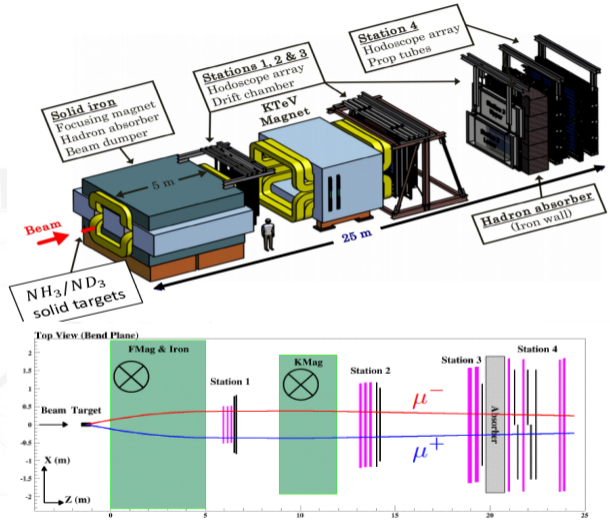 Station 4
Hodoscope array
Prop tubes
Stations 1, 2 & 3
Hodoscope array
Drift chamber
KTeV
Magnet
Solid iron
Focusing magnet
Hadron absorber
Beam dumper
5 m
Beam
25 m
Hadron absorber
(Iron wall)
NH₃/ND₃
solid targets
Top View (Bend Plane)
FMag & Iron
KMag
Station 1
Station 2
Station 3
Station 4
Beam Target
Absorber
μ⁻
μ⁺
X (m)
Z (m)
2
1.5
1
0.5
0
-0.5
-1
-1.5
-2
0 5 10 15 20 25